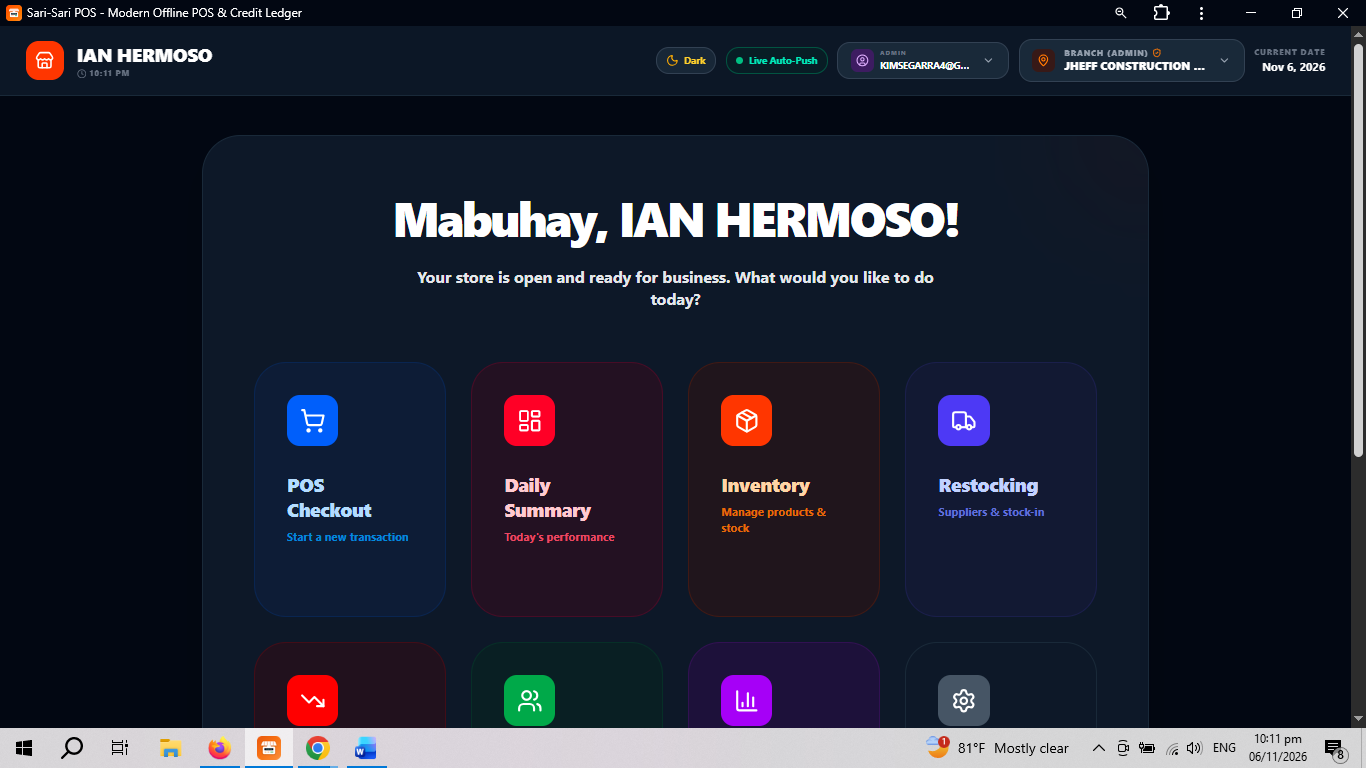 Sari-Sari POS - Modern Offline POS & Credit Ledger
IAN HERMOSO
10:11 PM
Dark
Live Auto-Push
ADMIN
KIMSEGARRA4@G...
BRANCH (ADMIN)
JHEFF CONSTRUCTION ...
CURRENT DATE
Nov 6, 2026
Mabuhay, IAN HERMOSO!
Your store is open and ready for business. What would you like to do
today?
POS
Checkout
Start a new transaction
Daily
Summary
Today's performance
Inventory
Manage products &
stock
Restocking
Suppliers & stock-in
1
81°F Mostly clear
ENG
10:11 pm
06/11/2026
8